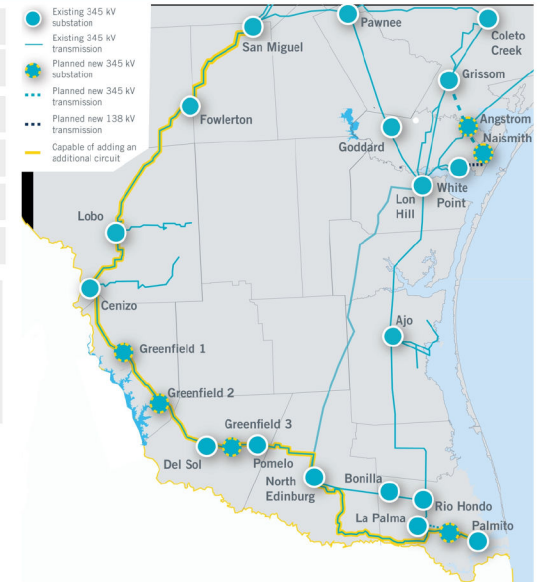 Existing 345 kV
substation
Existing 345 kV
transmission
Planned new 345 kV
substation
Planned new 345 kV
transmission
Planned new 138 kV
transmission
Capable of adding an
additional circuit
San Miguel
Pawnee
Coleto
Creek
Grissom
Fowlerton
Angstrom
Naismith
Goddard
White
Point
Lon
Hill
Lobo
Cenizo
Ajo
Greenfield 1
Greenfield 2
Greenfield 3
Del Sol
Pomelo
North
Edinburg
Bonilla
Rio Hondo
La Palma
Palmito